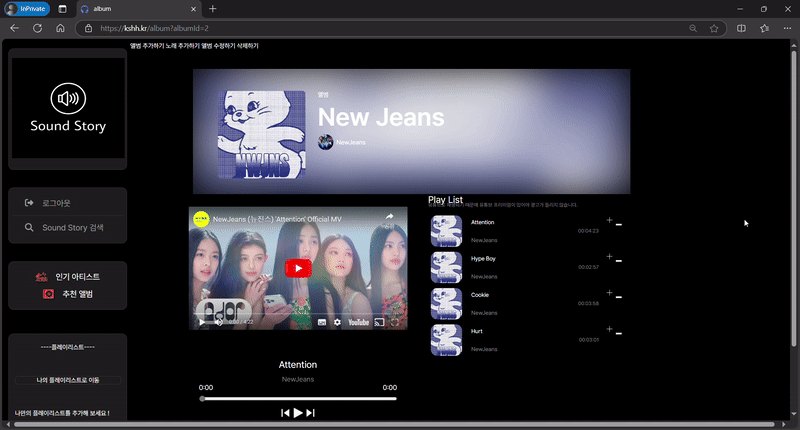 InPrivate
album
https://kshh.kr/album?albumId=2
앨범 추가하기 노래 추가하기 앨범 수정하기 삭제하기
Sound Story
로그아웃
Sound Story 검색
인기 아티스트
추천 앨범
----플레이리스트----
나의 플레이리스트로 이동
나만의 플레이리스트를 추가해 보세요 !
앨범
New Jeans
NewJeans
NWJNS
NewJeans (뉴진스) 'Attention' Official MV
공유
0:00 / 4:22
YouTube
Attention
NewJeans
0:00
0:00
Play List
Attention
NewJeans
00:04:23
Hype Boy
NewJeans
00:02:57
Cookie
NewJeans
00:03:58
Hurt
NewJeans
00:03:01